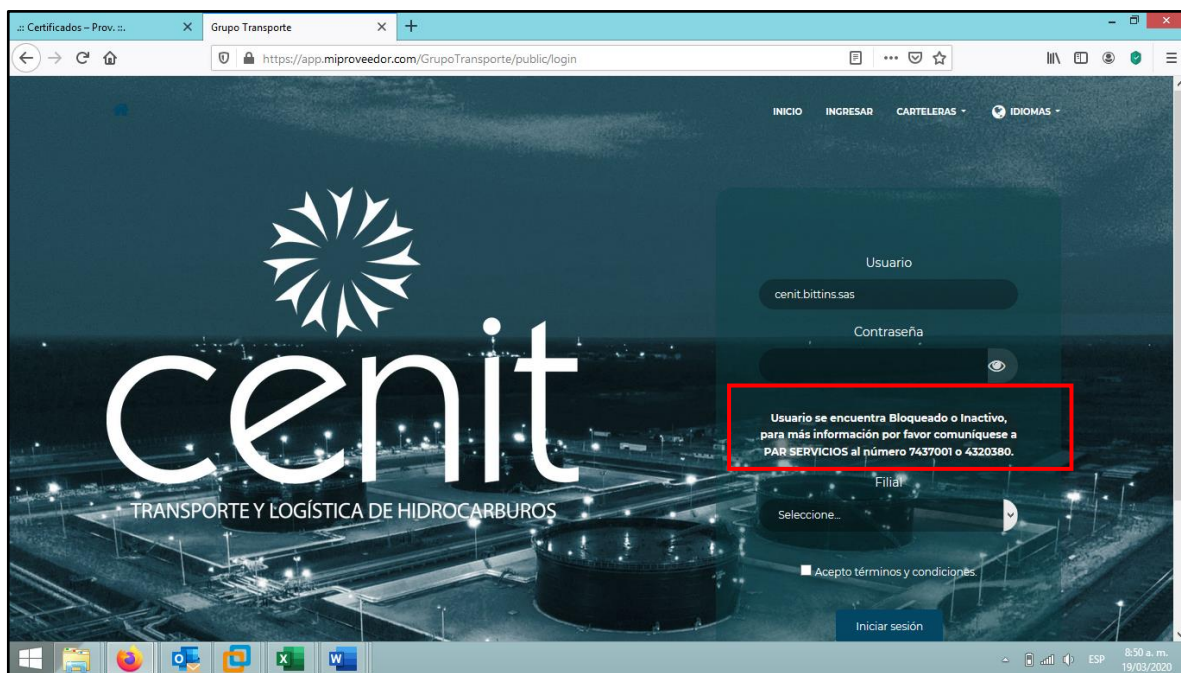 .:: Certificados – Prov. ::.
Grupo Transporte
https://app.miproveedor.com/GrupoTransporte/public/login
INICIO INGRESAR CARTELERAS IDIOMAS
cenit
TRANSPORTE Y LOGÍSTICA DE HIDROCARBUROS
Usuario
cenit.bittins.sas
Contraseña
Usuario se encuentra Bloqueado o Inactivo,
para más información por favor comuníquese a
PAR SERVICIOS al número 7437001 o 4320380.
Filial
Seleccione...
Acepto términos y condiciones.
Iniciar sesión
ESP
8:50 a. m.
19/03/2020